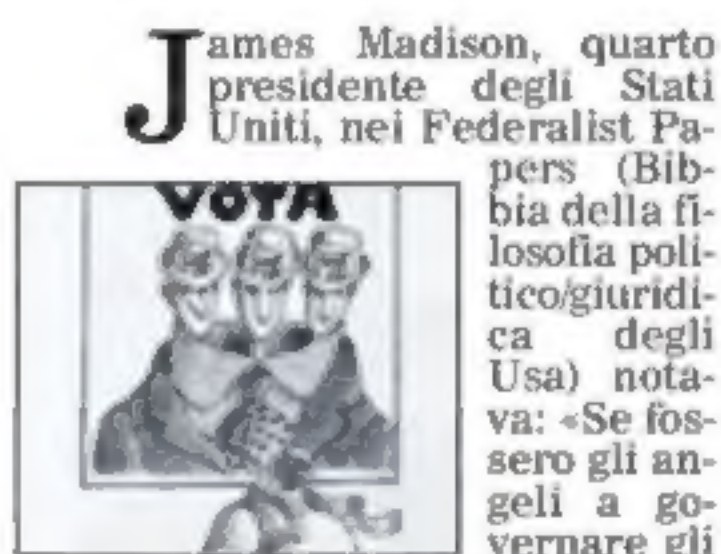 James Madison, quarto
presidente degli Stati
Uniti, nei Federalist Pa-
pers (Bib-
bia della fi-
losofia poli-
tico/giuridi-
ca degli
Usa) nota-
va: «Se fos-
sero gli an-
geli a go-
vernare gli
VOTA